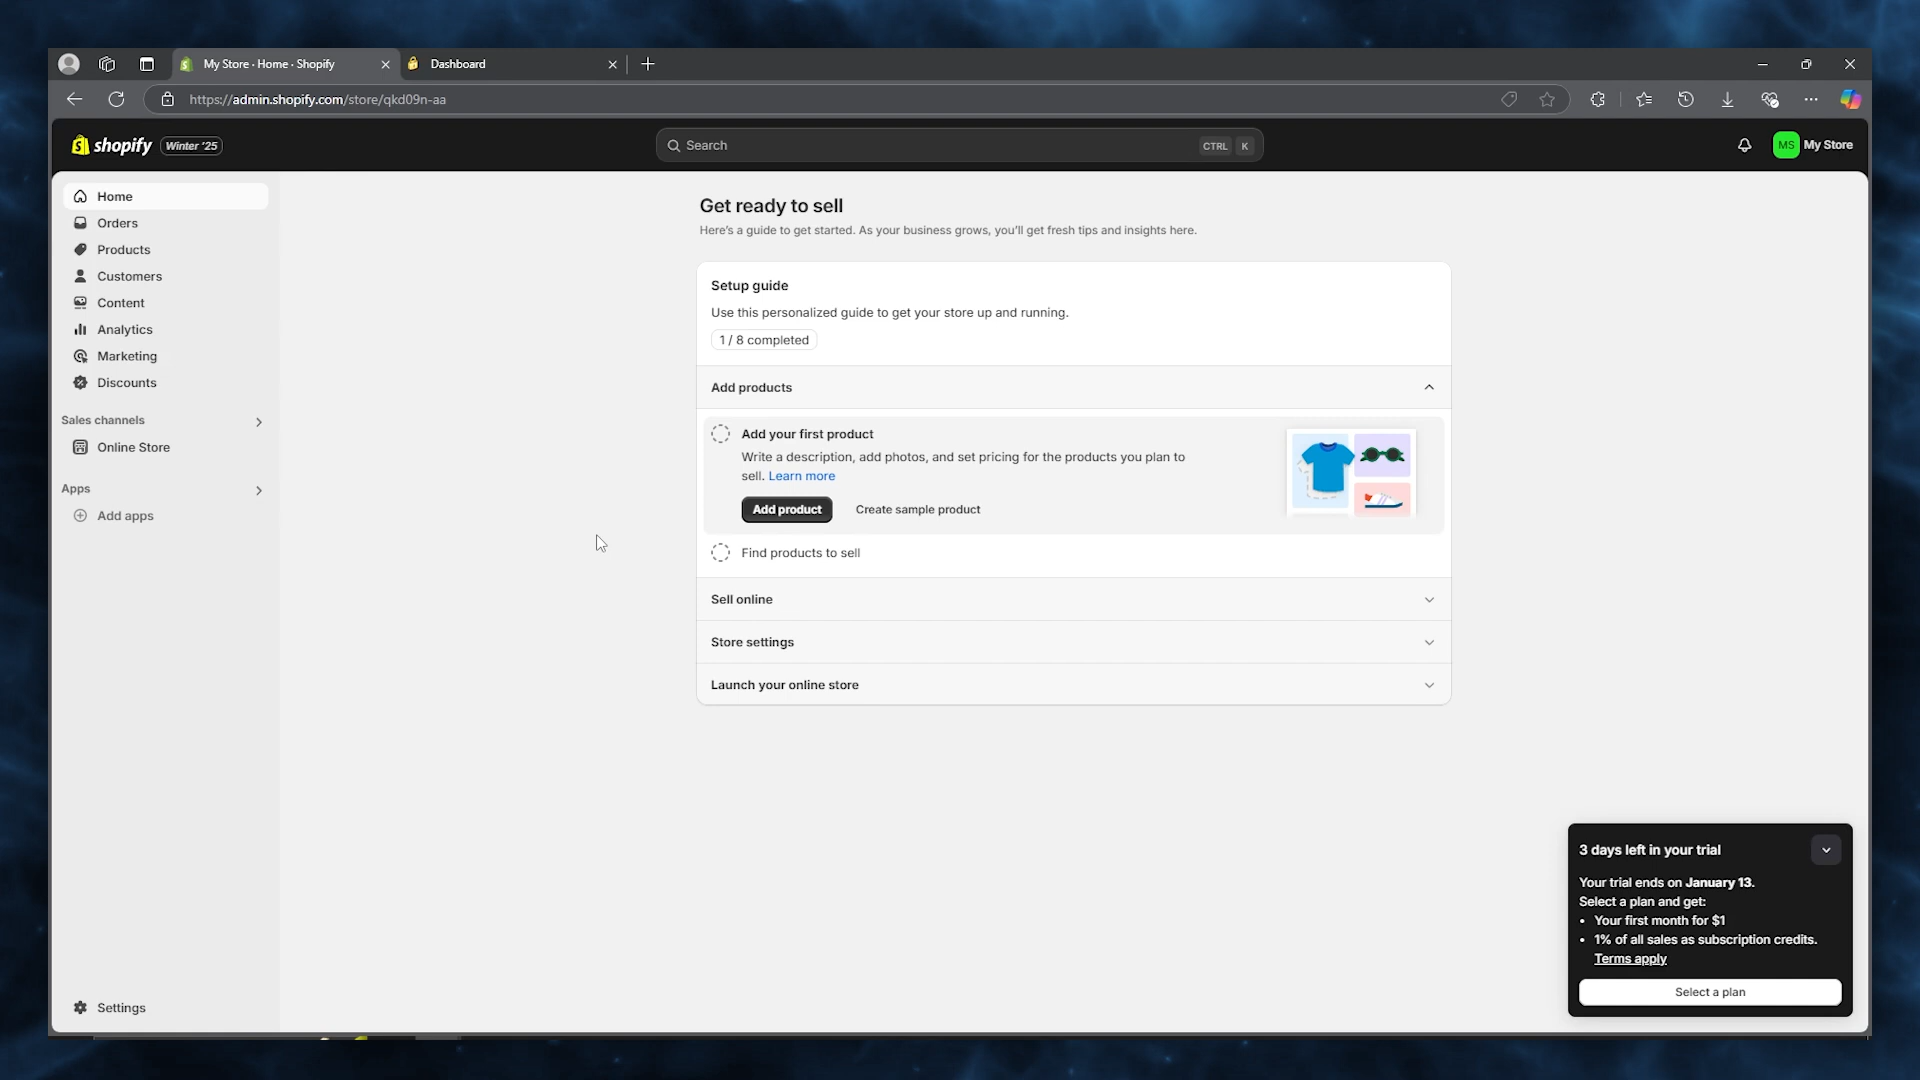 My Store · Home · Shopify
Dashboard
https://admin.shopify.com/store/qkd09n-aa
shopify
Winter '25
Search
CTRL K
MS
My Store
Home
Orders
Products
Customers
Content
Analytics
Marketing
Discounts
Sales channels
Online Store
Apps
Add apps
Settings
Get ready to sell
Here's a guide to get started. As your business grows, you'll get fresh tips and insights here.
Setup guide
Use this personalized guide to get your store up and running.
1 / 8 completed
Add products
Add your first product
Write a description, add photos, and set pricing for the products you plan to
sell. Learn more
Add product
Create sample product
Find products to sell
Sell online
Store settings
Launch your online store
3 days left in your trial
Your trial ends on January 13.
Select a plan and get:
• Your first month for $1
• 1% of all sales as subscription credits.
Terms apply
Select a plan